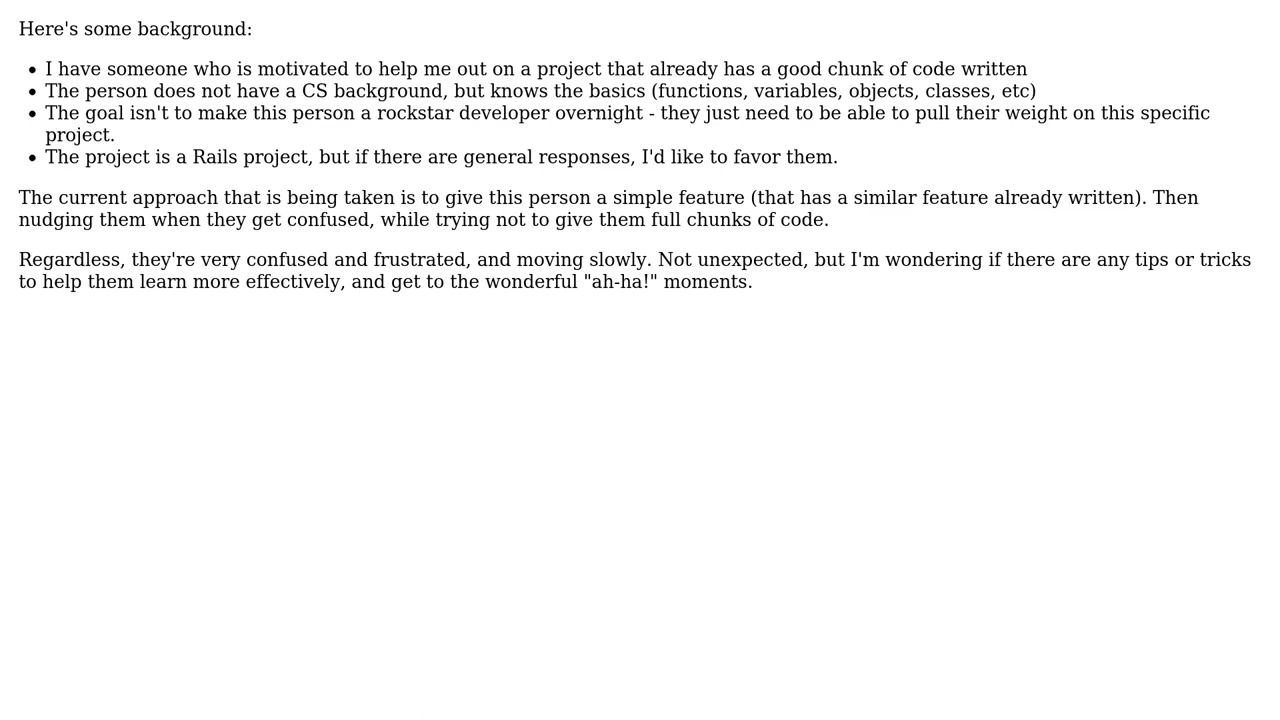 Here's some background:
• I have someone who is motivated to help me out on a project that already has a good chunk of code written
• The person does not have a CS background, but knows the basics (functions, variables, objects, classes, etc)
• The goal isn't to make this person a rockstar developer overnight - they just need to be able to pull their weight on this specific
project.
• The project is a Rails project, but if there are general responses, I'd like to favor them.
The current approach that is being taken is to give this person a simple feature (that has a similar feature already written). Then
nudging them when they get confused, while trying not to give them full chunks of code.
Regardless, they're very confused and frustrated, and moving slowly. Not unexpected, but I'm wondering if there are any tips or tricks
to help them learn more effectively, and get to the wonderful "ah-ha!" moments.